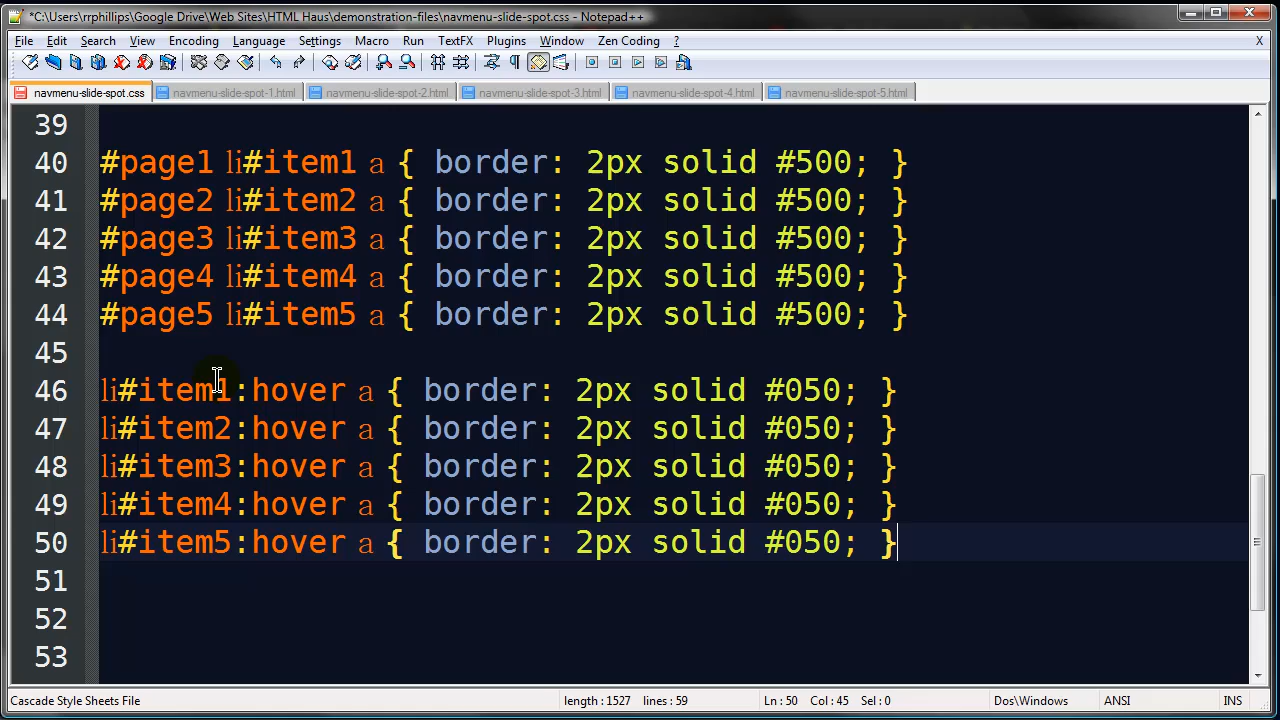 *C:\Users\rrphillips\Google Drive\Web Sites\HTML Haus\demonstration-files\navmenu-slide-spot.css - Notepad++
File Edit Search View Encoding Language Settings Macro Run TextFX Plugins Window Zen Coding ? X
navmenu-slide-spot.css navmenu-slide-spot-1.html navmenu-slide-spot-2.html navmenu-slide-spot-3.html navmenu-slide-spot-4.html navmenu-slide-spot-5.html
39
40 #page1 li#item1 a { border: 2px solid #500; }
41 #page2 li#item2 a { border: 2px solid #500; }
42 #page3 li#item3 a { border: 2px solid #500; }
43 #page4 li#item4 a { border: 2px solid #500; }
44 #page5 li#item5 a { border: 2px solid #500; }
45
46 li#item1:hover a { border: 2px solid #050; }
47 li#item2:hover a { border: 2px solid #050; }
48 li#item3:hover a { border: 2px solid #050; }
49 li#item4:hover a { border: 2px solid #050; }
50 li#item5:hover a { border: 2px solid #050; }
51
52
53
Cascade Style Sheets File length : 1527 lines : 59 Ln : 50 Col : 45 Sel : 0 Dos\Windows ANSI INS